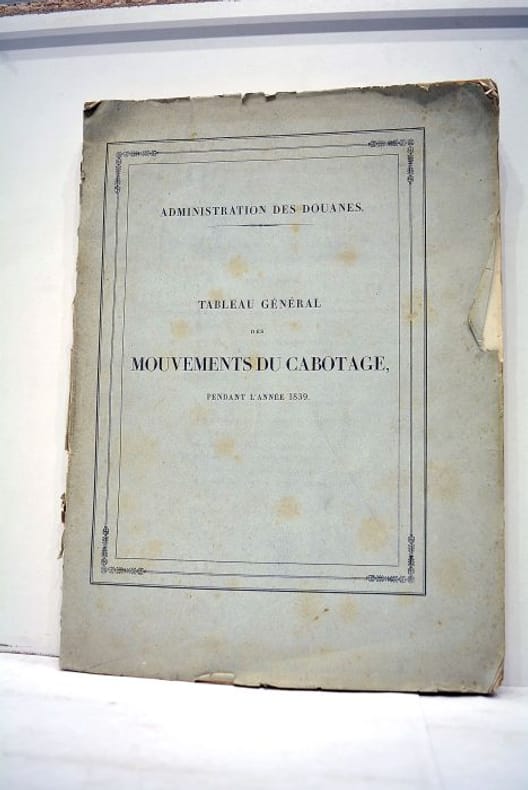 ADMINISTRATION DES DOUANES.
TABLEAU GÉNÉRAL
DES
MOUVEMENTS DU CABOTAGE,
PENDANT L'ANNÉE 1839.